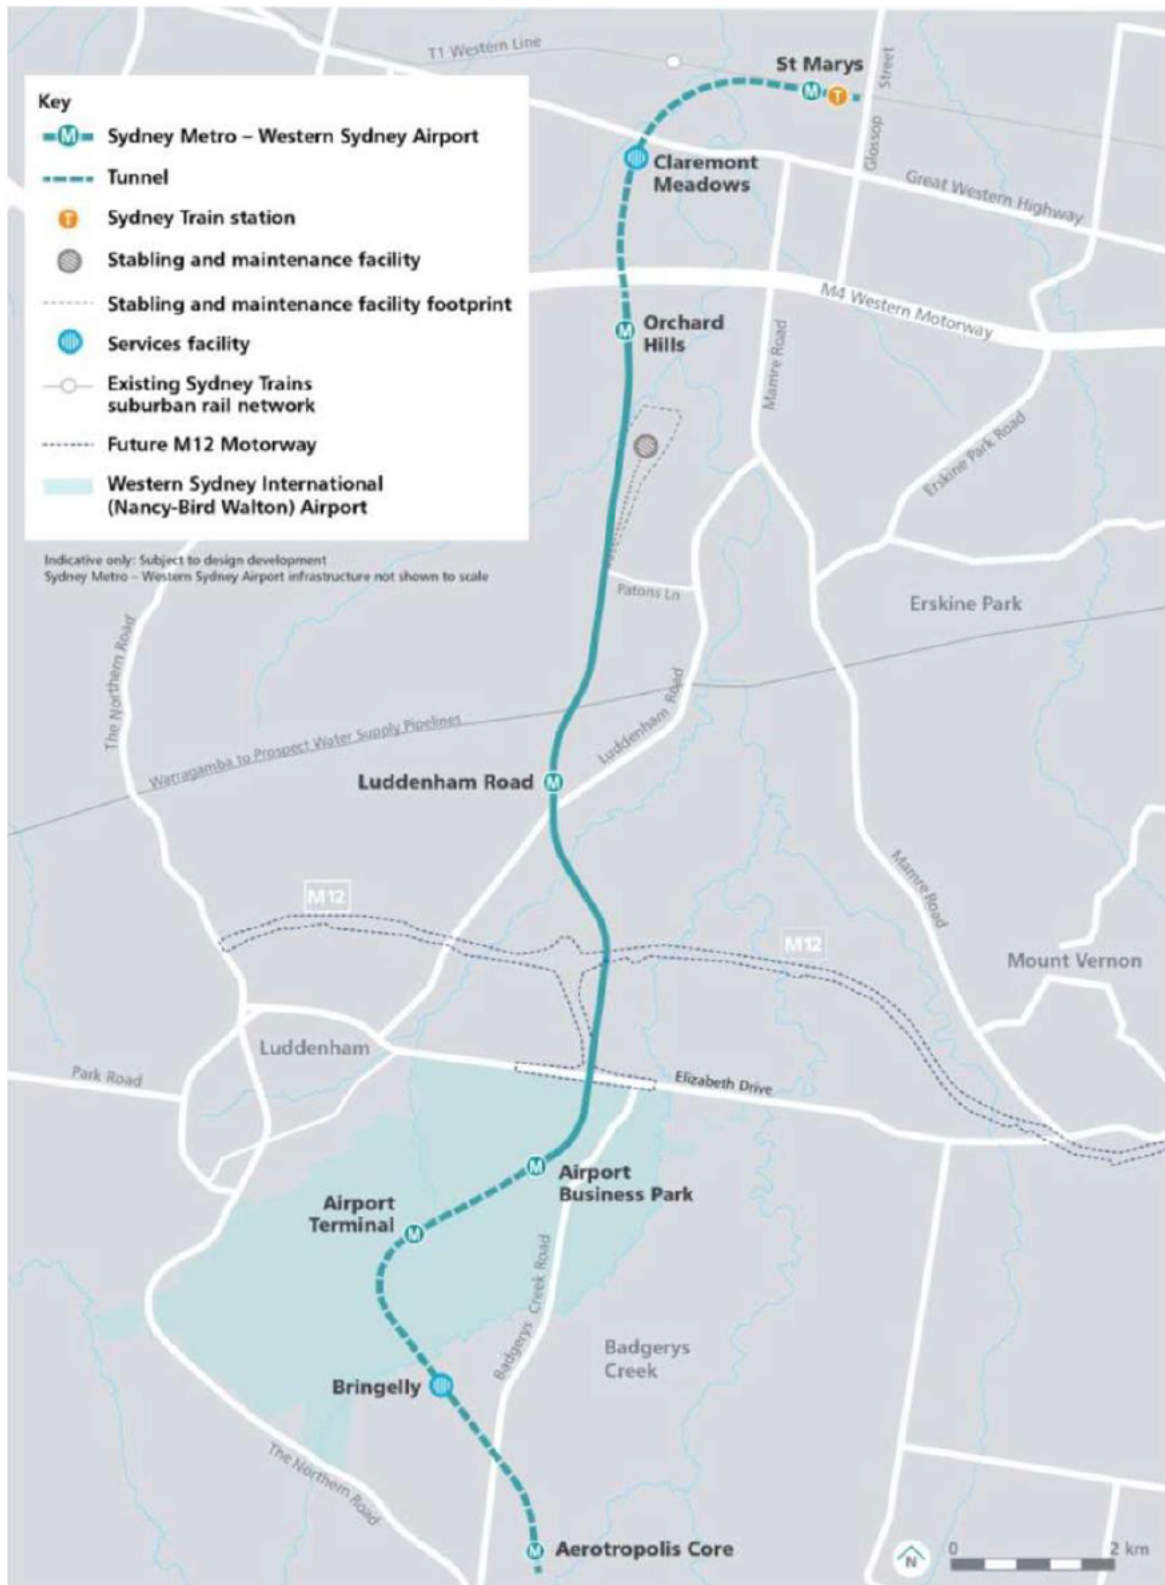 T1 Western Line
St Marys
M
T
Glossop Street
Key
M
Sydney Metro – Western Sydney Airport
Tunnel
T
Sydney Train station
Stabling and maintenance facility
Stabling and maintenance facility footprint
Services facility
Existing Sydney Trains
suburban rail network
Future M12 Motorway
Western Sydney International
(Nancy-Bird Walton) Airport
Indicative only: Subject to design development
Sydney Metro – Western Sydney Airport infrastructure not shown to scale
Claremont
Meadows
Great Western Highway
M4 Western Motorway
M
Orchard
Hills
Mamre Road
Erskine Park Road
Patons Ln
Erskine Park
The Northern Road
Luddenham Road
Warragamba to Prospect Water Supply Pipelines
Luddenham Road
M
Mamre Road
M12
M12
Mount Vernon
Luddenham
Park Road
Elizabeth Drive
M
Airport
Business Park
Airport
Terminal
M
Badgerys Creek Road
Badgerys
Creek
Bringelly
The Northern Road
M
Aerotropolis Core
N
0
2 km